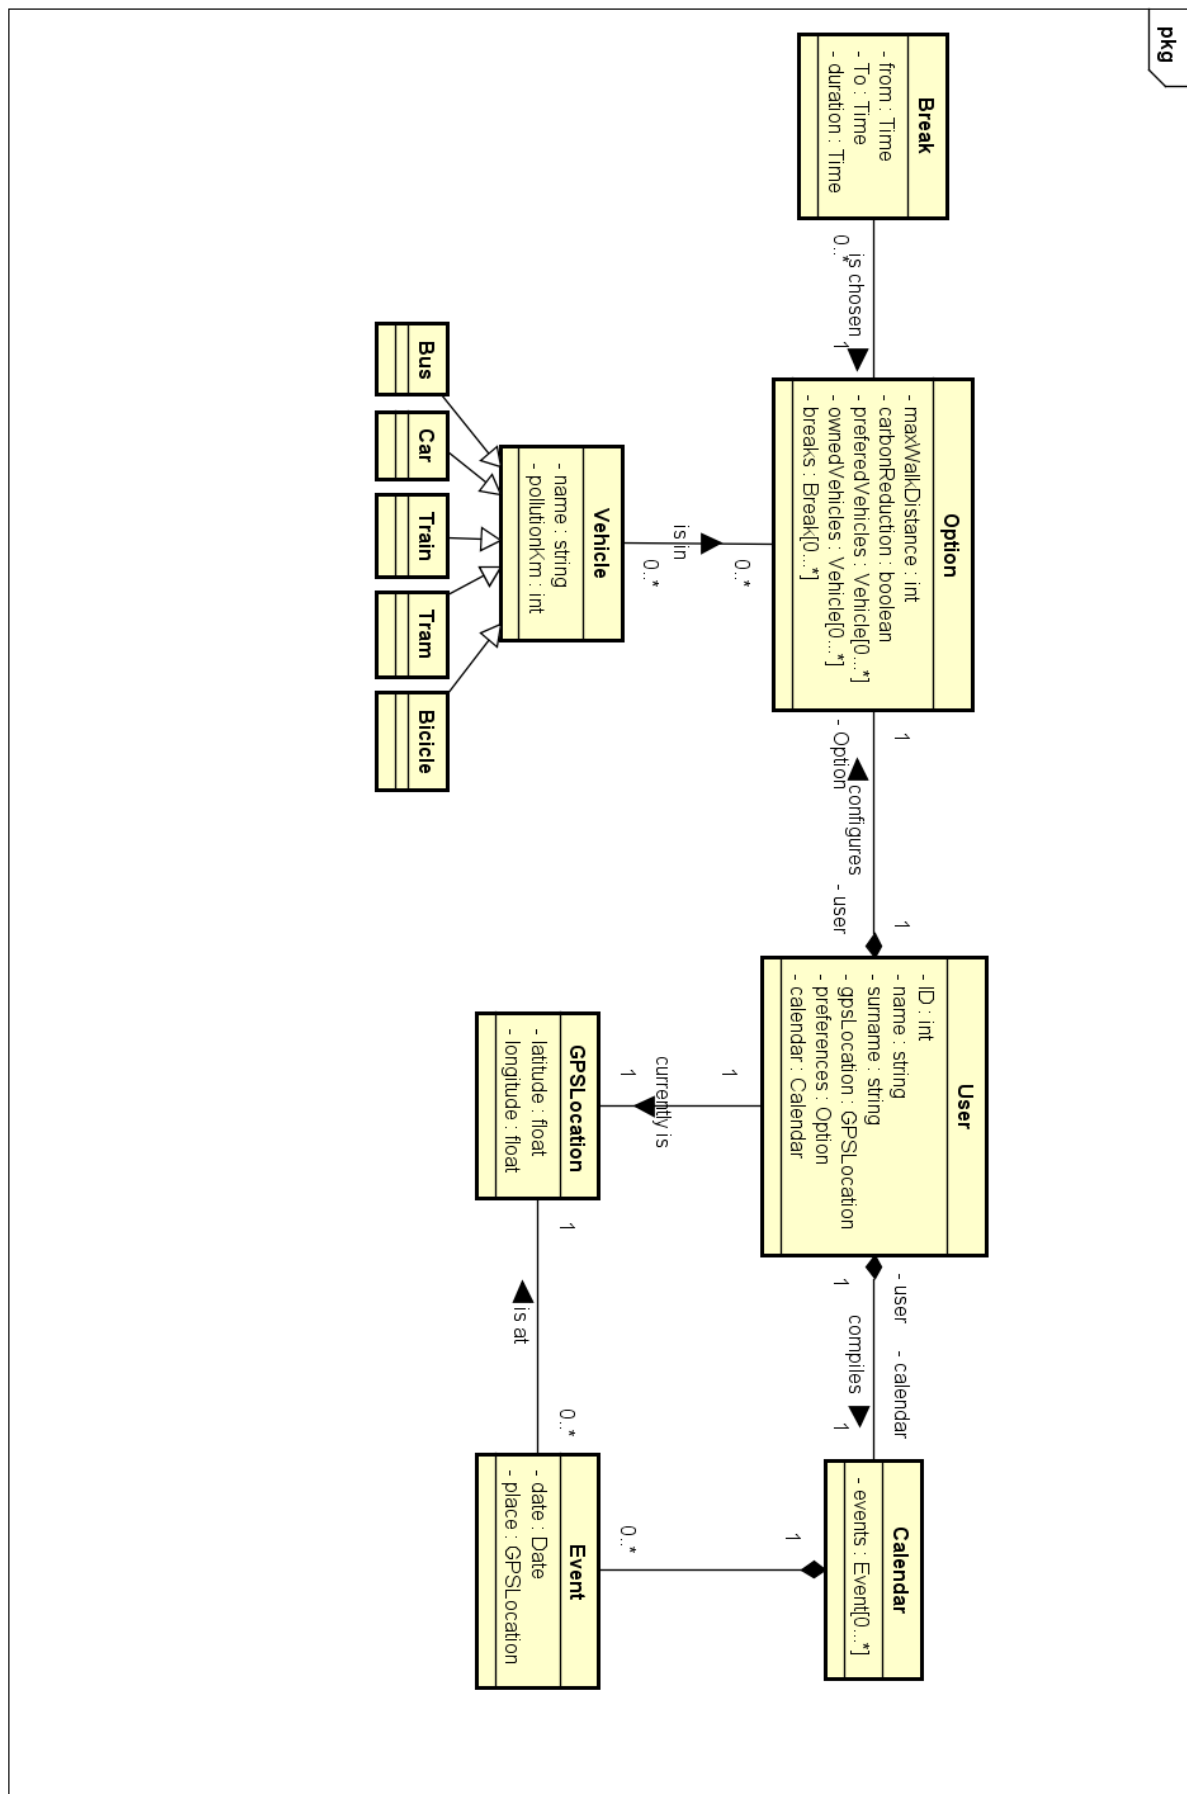 pkg
Break
- from : Time
- To : Time
- duration : Time
0..*
is chosen
1
Option
- maxWalkDistance : int
- carbonReduction : boolean
- preferedVehicles : Vehicle[0...*]
- ownedVehicles : Vehicle[0...*]
- breaks : Break[0...*]
1
- Option
configures
- user
1
User
- ID : int
- name : string
- surname : string
- gpsLocation : GPSLocation
- preferences : Option
- calendar : Calendar
- user
- calendar
1
compiles
1
Calendar
- events : Event[0...*]
0..*
is in
0..*
Vehicle
- name : string
- pollutionKm : int
Bus
Car
Train
Tram
Bicicle
1
currently is
1
GPSLocation
- latitude : float
- longitude : float
1
is at
0..*
1
0..*
Event
- date : Date
- place : GPSLocation